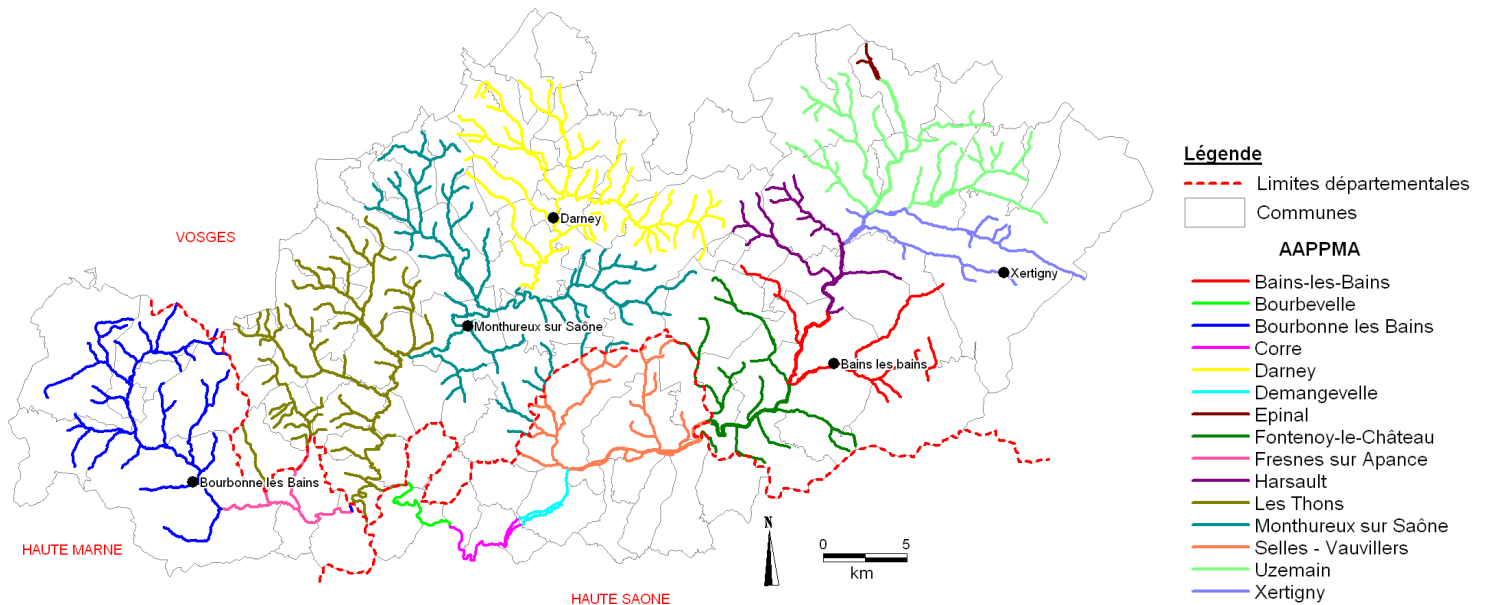 VOSGES
Darney
Xertigny
Monthureux sur Saône
Bains les bains
Bourbonne les Bains
HAUTE MARNE
HAUTE SAONE
N
0 5
km
Légende
Limites départementales
Communes
AAPPMA
Bains-les-Bains
Bourbevelle
Bourbonne les Bains
Corre
Darney
Demangevelle
Epinal
Fontenoy-le-Château
Fresnes sur Apance
Harsault
Les Thons
Monthureux sur Saône
Selles - Vauvillers
Uzemain
Xertigny